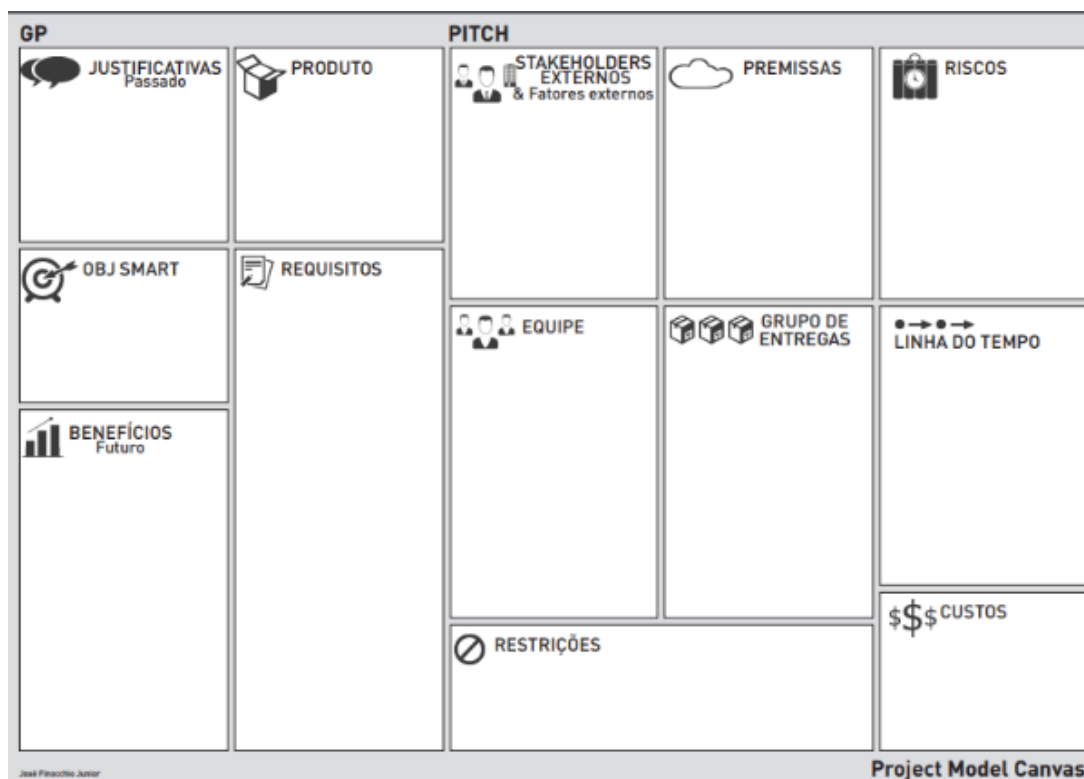 GP
PITCH
JUSTIFICATIVAS
Passado
PRODUTO
STAKEHOLDERS
EXTERNOS
& Fatores externos
PREMISSAS
RISCOS
OBJ SMART
REQUISITOS
EQUIPE
GRUPO DE
ENTREGAS
LINHA DO TEMPO
BENEFÍCIOS
Futuro
RESTRIÇÕES
$$$ CUSTOS
José Finocchio Junior
Project Model Canvas